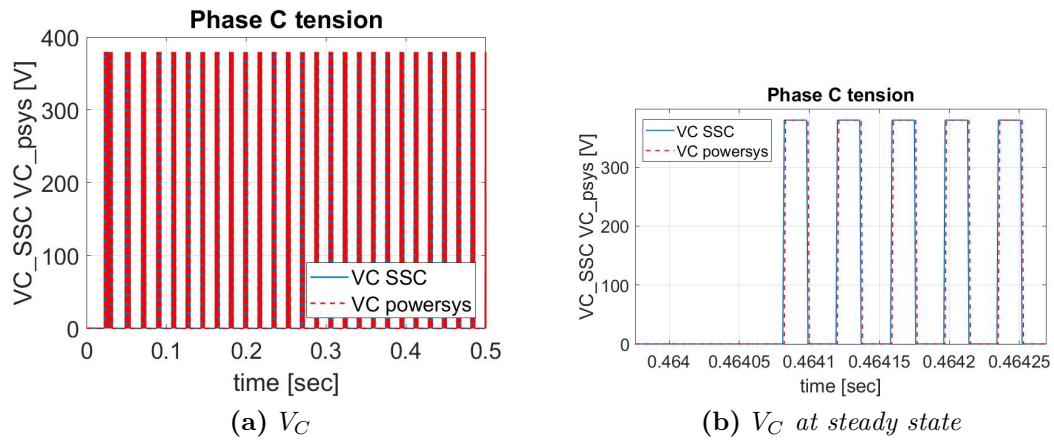 Phase C tension
VC_SSC VC_psys [V]
400
300
200
100
0
VC SSC
VC powersys
0 0.1 0.2 0.3 0.4 0.5
time [sec]
(a) V_C
Phase C tension
VC_SSC VC_psys [V]
300
200
100
0
VC SSC
VC powersys
0.464 0.46405 0.4641 0.46415 0.4642 0.46425
time [sec]
(b) V_C at steady state